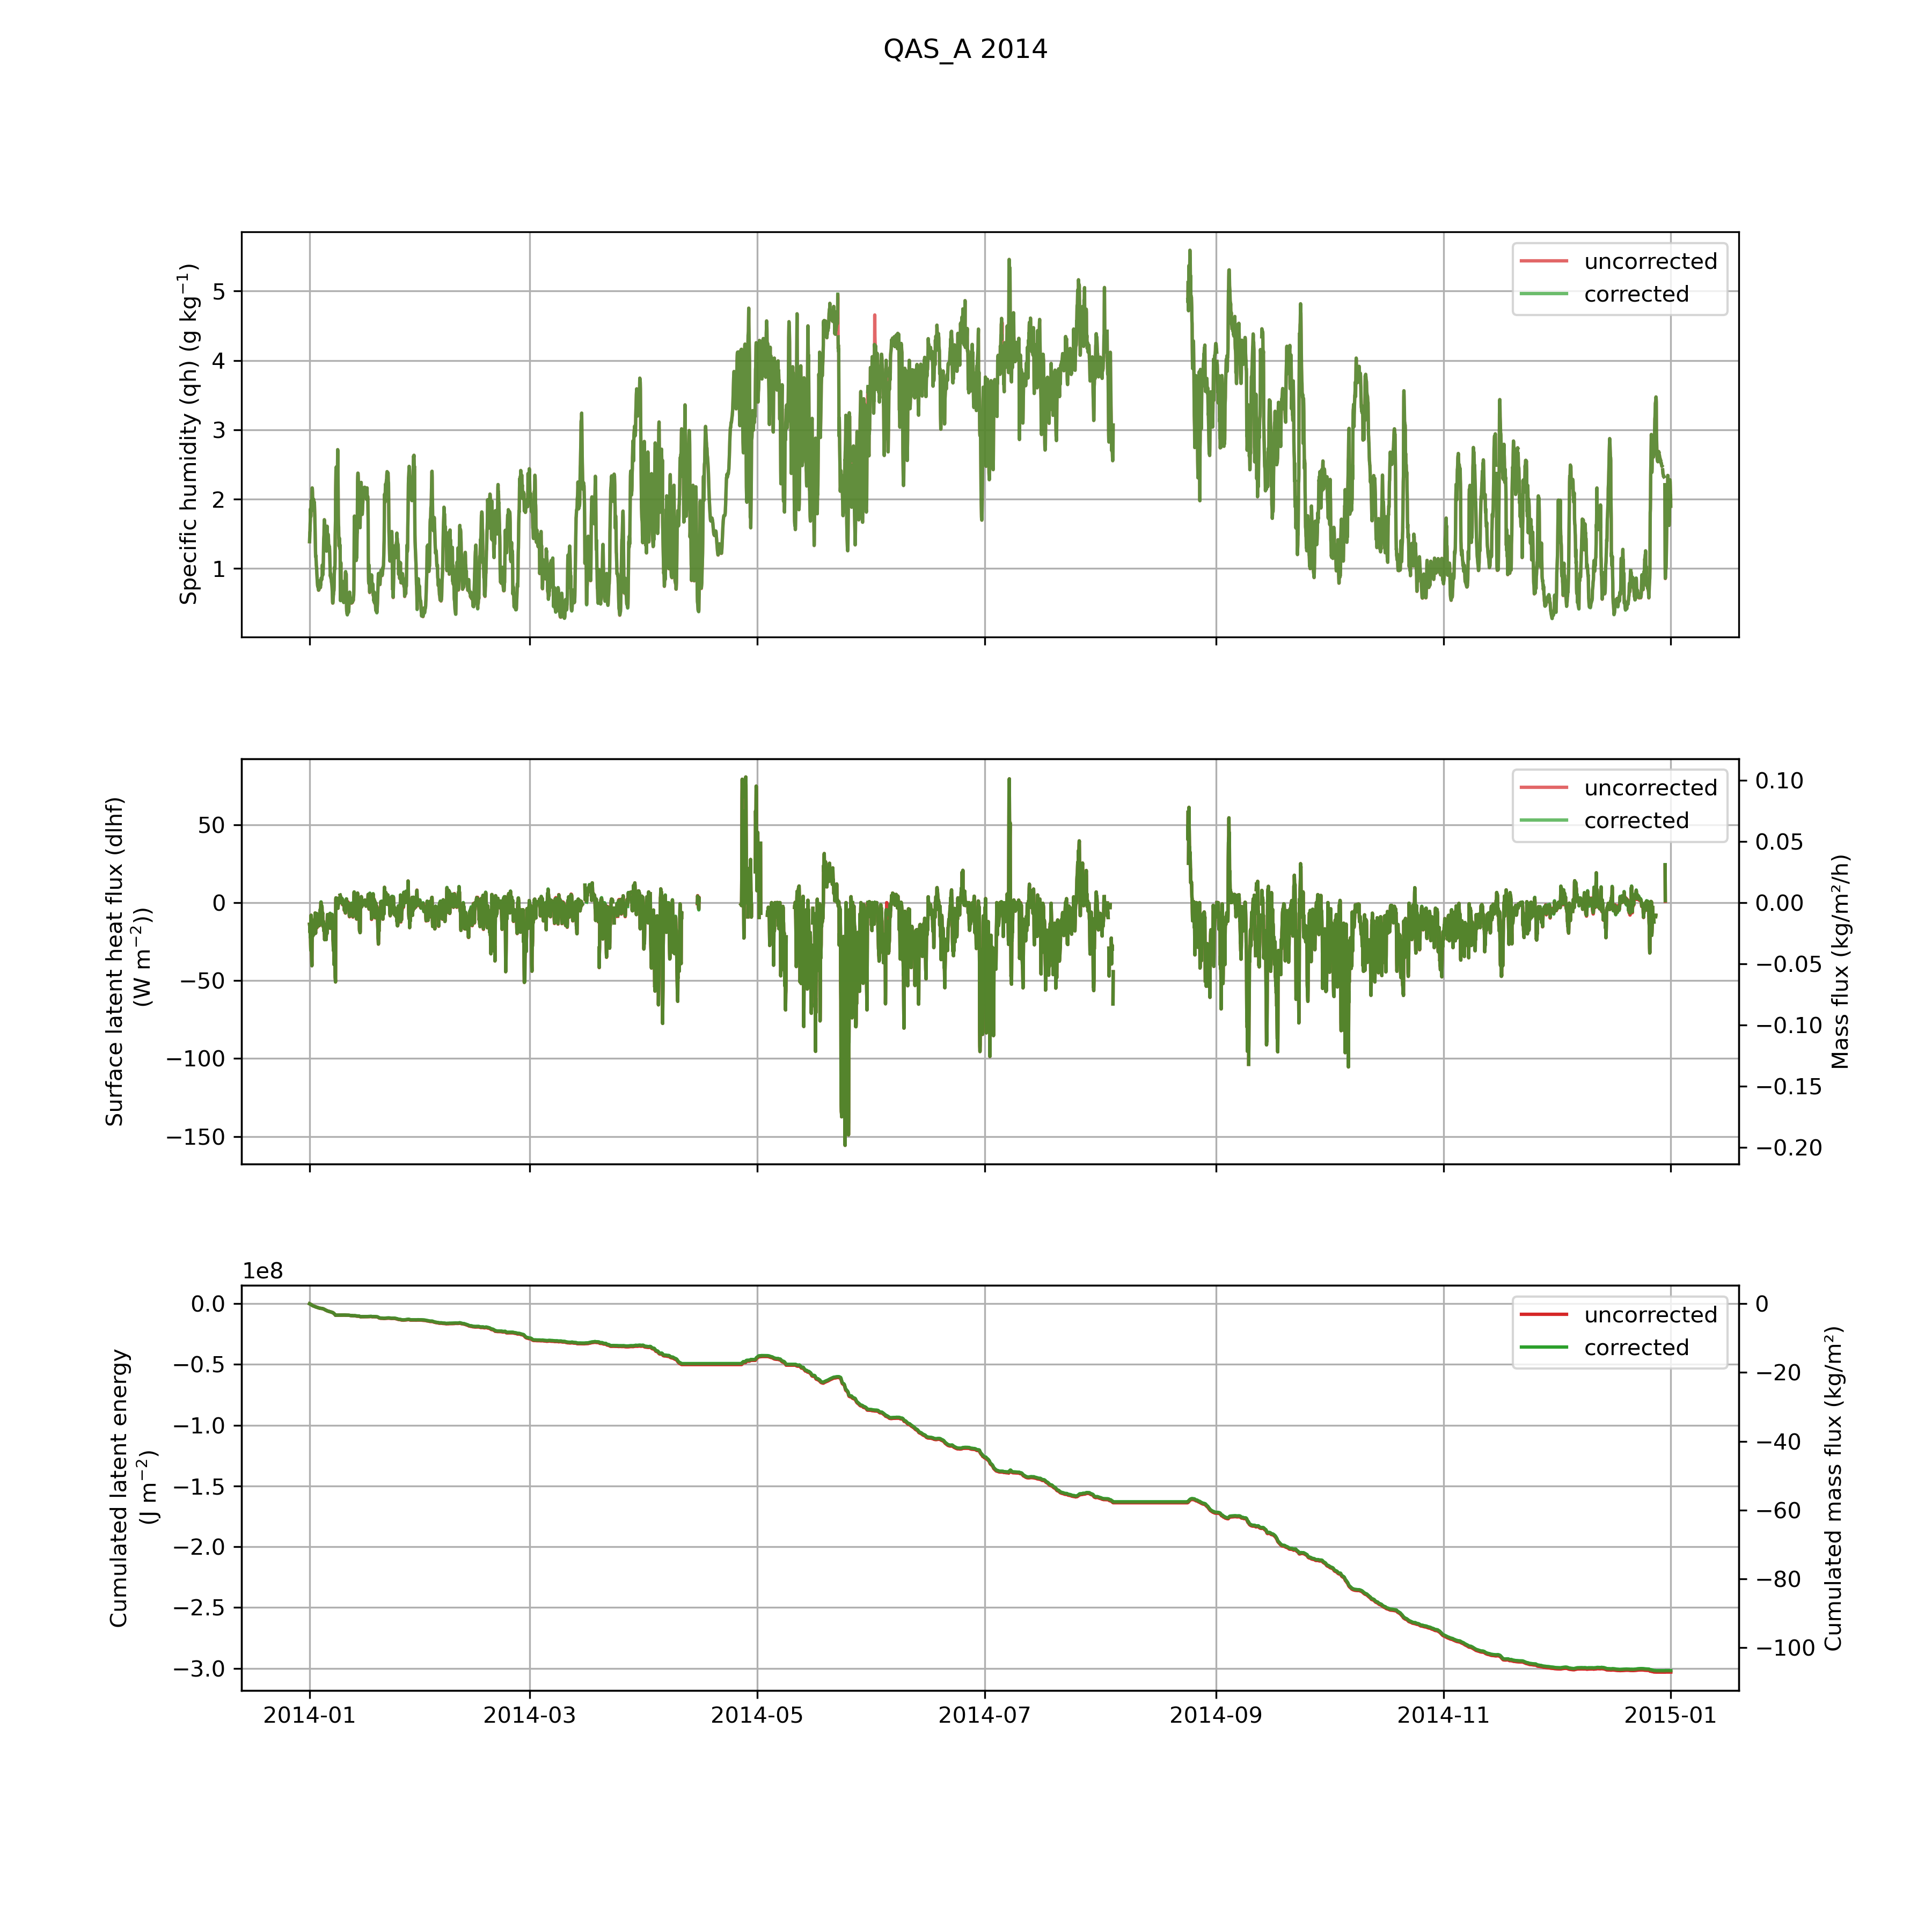 QAS_A 2014
Specific humidity (qh) (g kg⁻¹)
5
4
3
2
1
uncorrected
corrected
Surface latent heat flux (dlhf)
(W m⁻²))
50
0
−50
−100
−150
uncorrected
corrected
0.10
0.05
0.00
−0.05
−0.10
−0.15
−0.20
Mass flux (kg/m²/h)
1e8
Cumulated latent energy
(J m⁻²)
0.0
−0.5
−1.0
−1.5
−2.0
−2.5
−3.0
uncorrected
corrected
0
−20
−40
−60
−80
−100
Cumulated mass flux (kg/m²)
2014-01
2014-03
2014-05
2014-07
2014-09
2014-11
2015-01